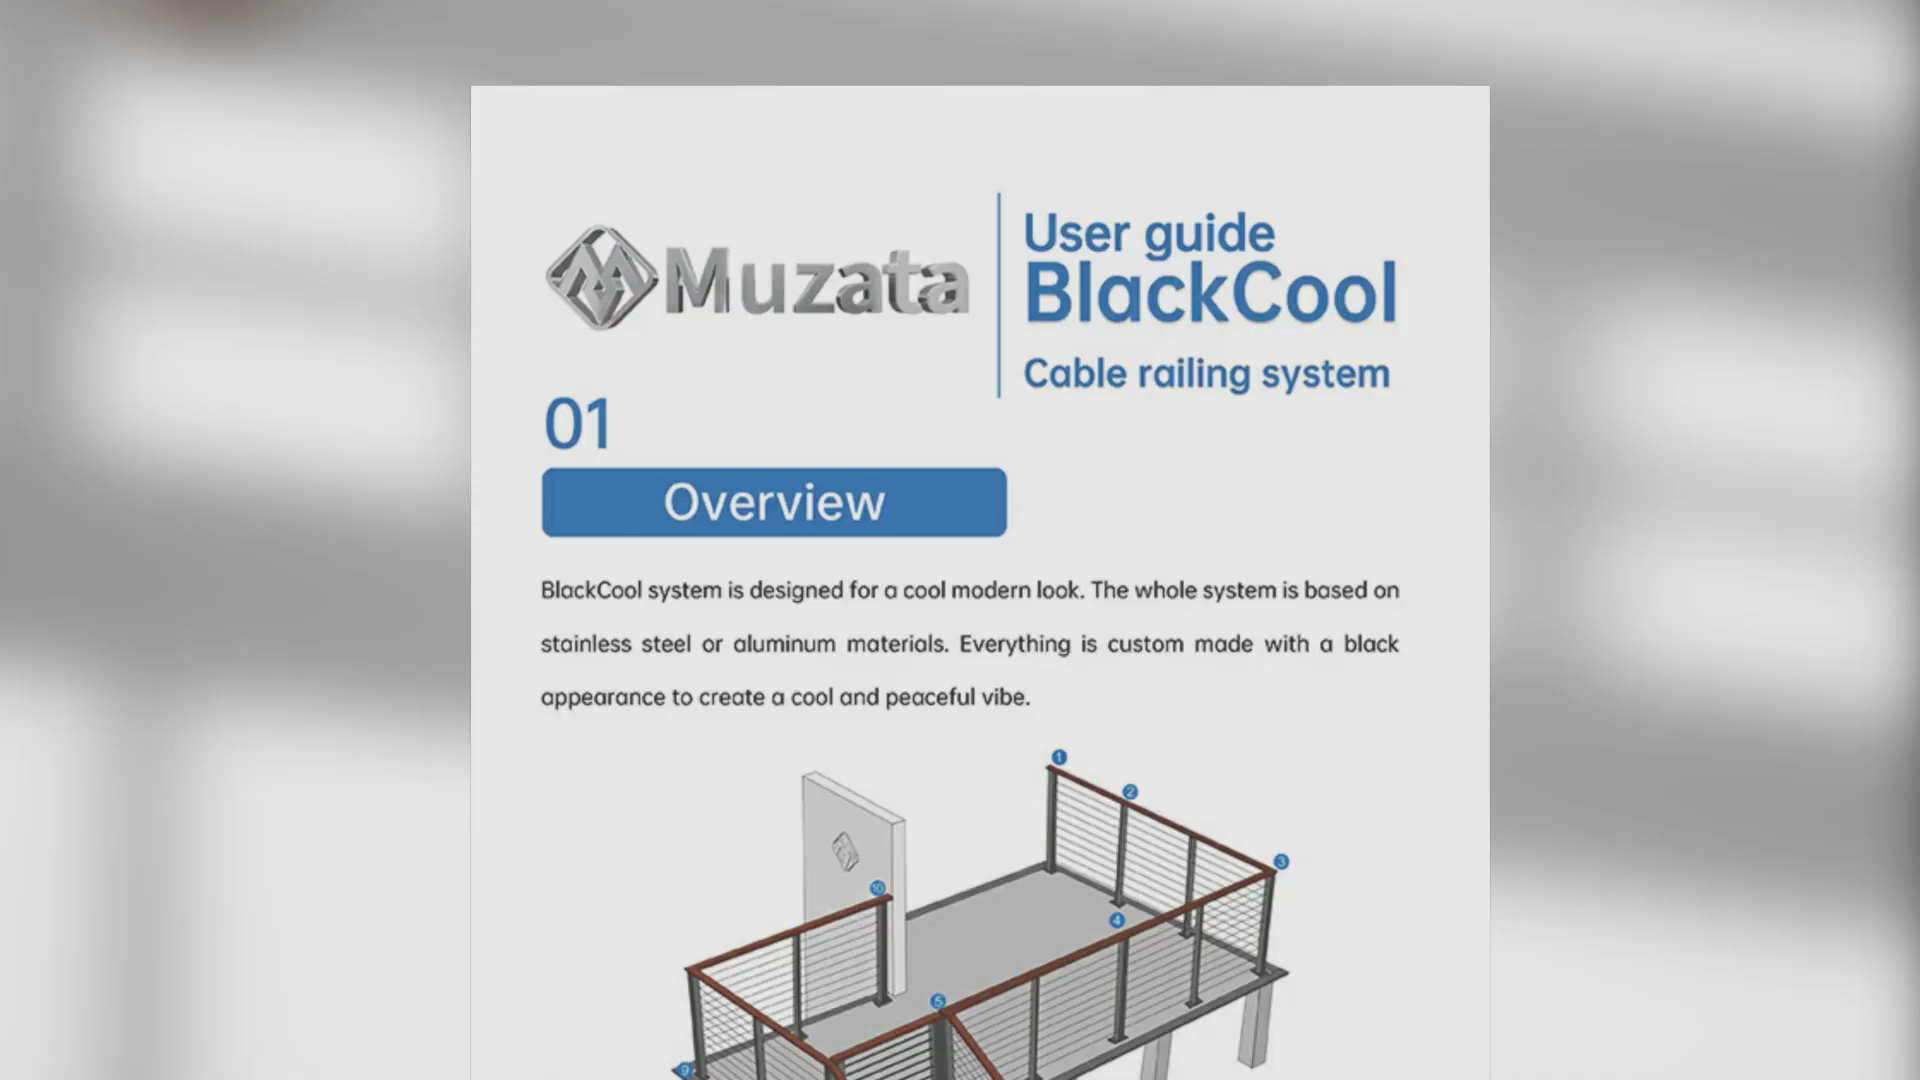 Muzata
User guide
BlackCool
Cable railing system
01
Overview
BlackCool system is designed for a cool modern look. The whole system is based on
stainless steel or aluminum materials. Everything is custom made with a black
appearance to create a cool and peaceful vibe.
1
2
3
10
4
5
9